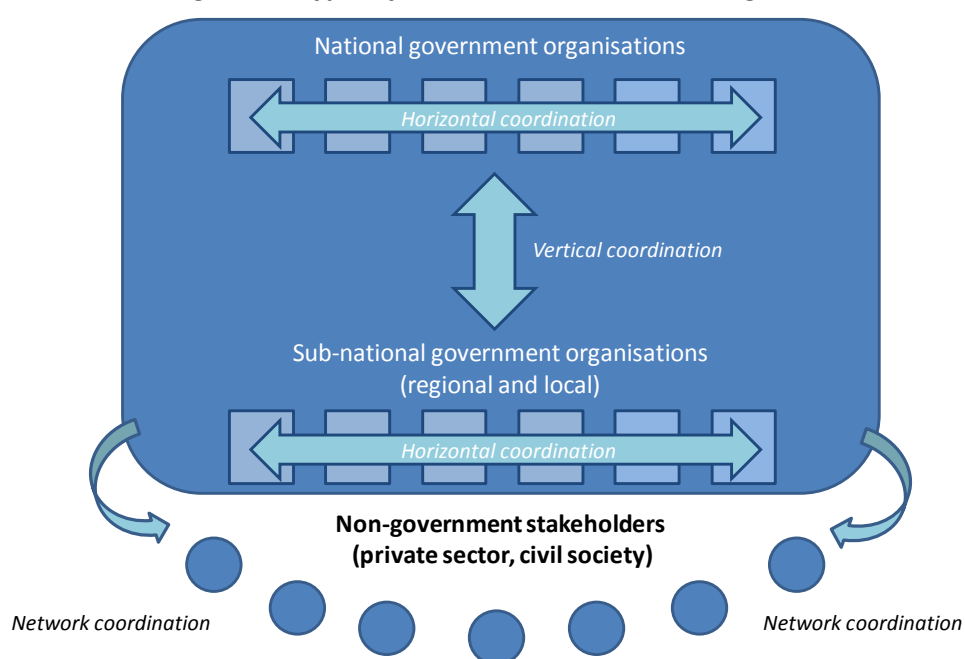 National government organisations
Horizontal coordination
Vertical coordination
Sub-national government organisations
(regional and local)
Horizontal coordination
Non-government stakeholders
(private sector, civil society)
Network coordination
Network coordination